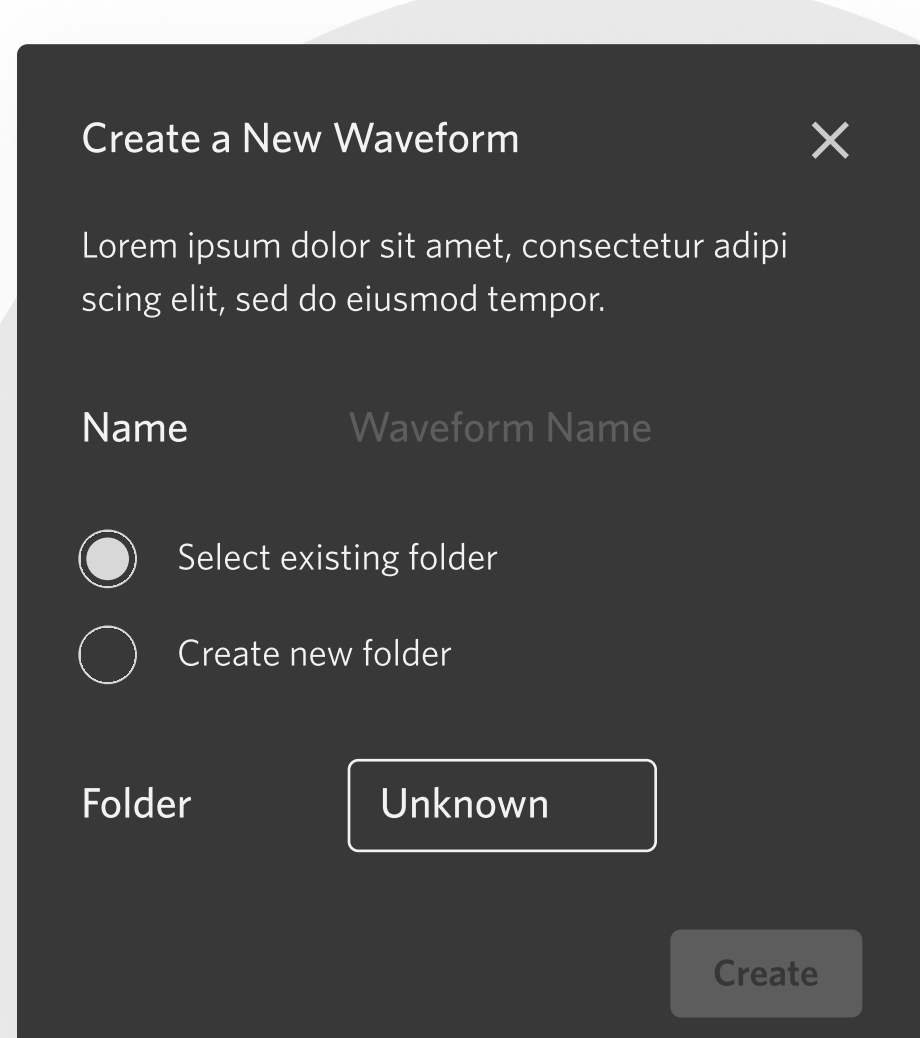 Create a New Waveform
Lorem ipsum dolor sit amet, consectetur adipi
scing elit, sed do eiusmod tempor.
Name Waveform Name
Select existing folder
Create new folder
Folder Unknown
Create